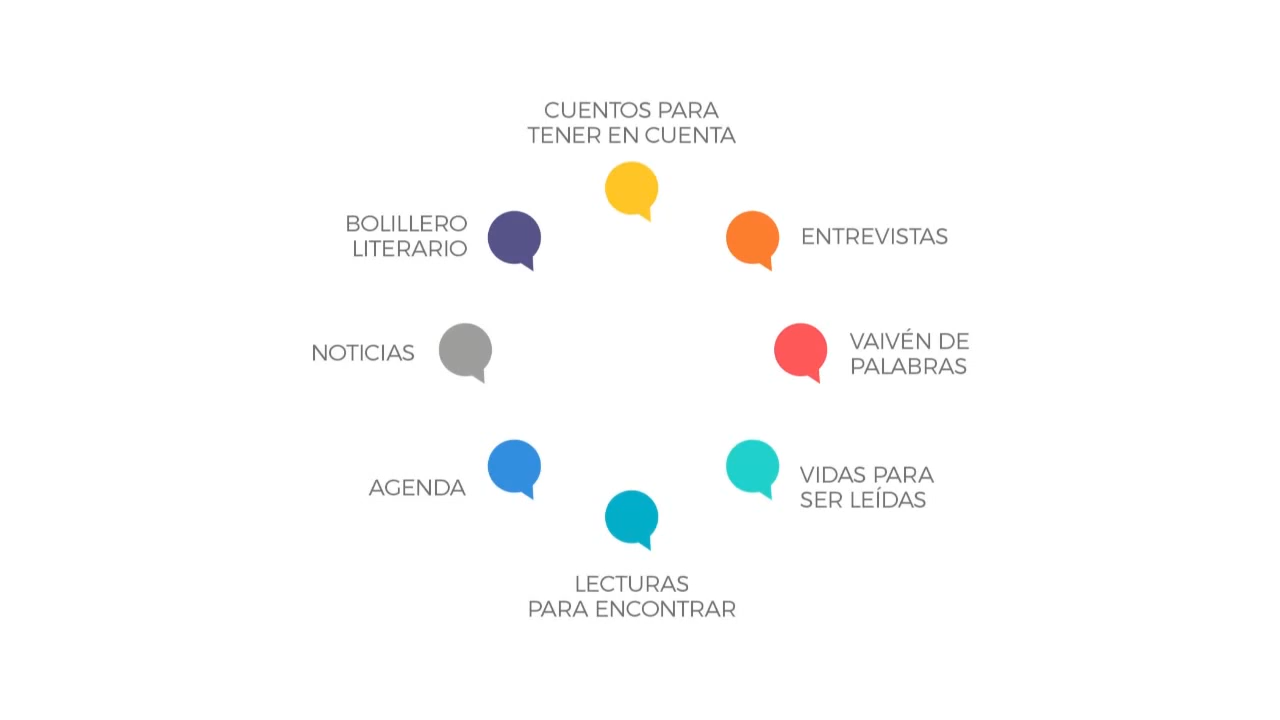 CUENTOS PARA
TENER EN CUENTA
BOLILLERO
LITERARIO
ENTREVISTAS
NOTICIAS
VAIVÉN DE
PALABRAS
AGENDA
VIDAS PARA
SER LEÍDAS
LECTURAS
PARA ENCONTRAR